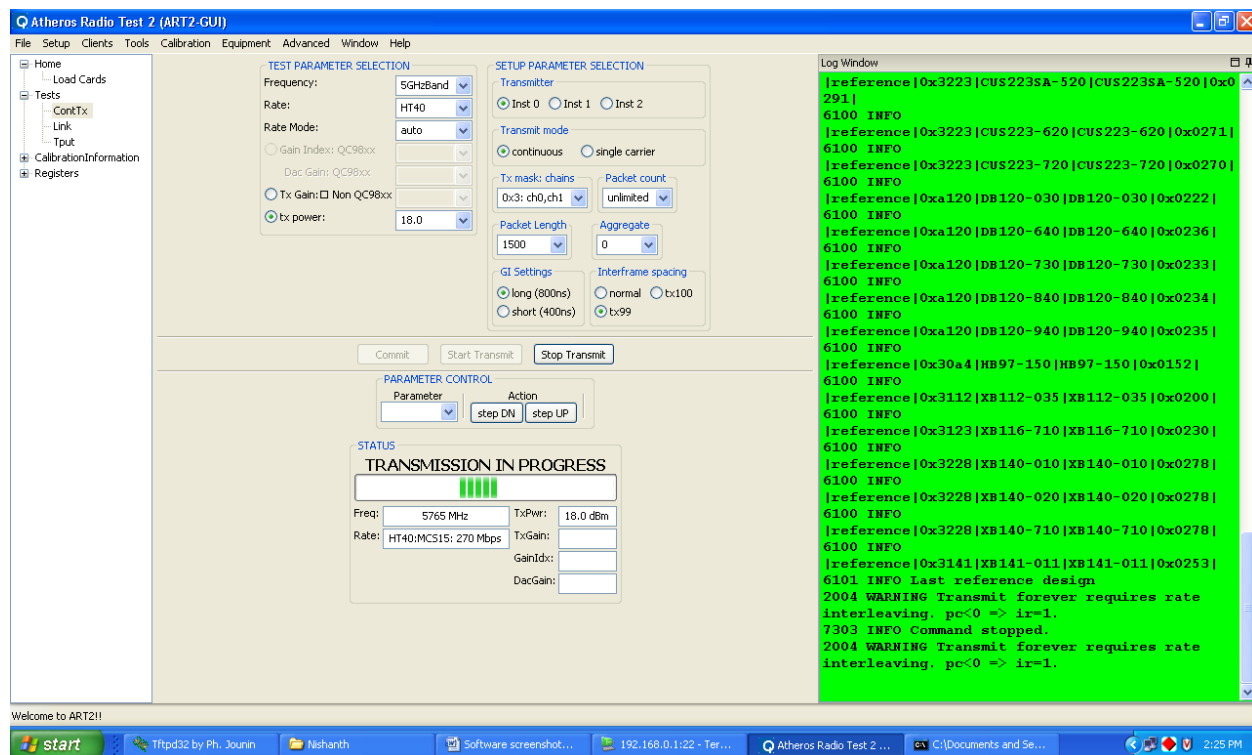 Atheros Radio Test 2 (ART2-GUI)
File Setup Clients Tools Calibration Equipment Advanced Window Help
Home
Load Cards
Tests
ContTx
Link
Tput
CalibrationInformation
Registers
TEST PARAMETER SELECTION
Frequency: 5GHzBand
Rate: HT40
Rate Mode: auto
Gain Index: QC98xx
Dac Gain: QC98xx
Tx Gain: Non QC98xx
tx power: 18.0
SETUP PARAMETER SELECTION
Transmitter
Inst 0 Inst 1 Inst 2
Transmit mode
continuous single carrier
Tx mask: chains Packet count
0x3: ch0,ch1 unlimited
Packet Length Aggregate
1500 0
GI Settings Interframe spacing
long (800ns) normal tx100
short (400ns) tx99
Commit Start Transmit Stop Transmit
PARAMETER CONTROL
Parameter Action
step DN step UP
STATUS
TRANSMISSION IN PROGRESS
Freq: 5765 MHz TxPwr: 18.0 dBm
Rate: HT40:MCS15: 270 Mbps TxGain:
GainIdx:
DacGain:
Log Window
|reference|0x3223|CUS223SA-520|CUS223SA-520|0x0
291|
6100 INFO
|reference|0x3223|CUS223-620|CUS223-620|0x0271|
6100 INFO
|reference|0x3223|CUS223-720|CUS223-720|0x0270|
6100 INFO
|reference|0xa120|DB120-030|DB120-030|0x0222|
6100 INFO
|reference|0xa120|DB120-640|DB120-640|0x0236|
6100 INFO
|reference|0xa120|DB120-730|DB120-730|0x0233|
6100 INFO
|reference|0xa120|DB120-840|DB120-840|0x0234|
6100 INFO
|reference|0xa120|DB120-940|DB120-940|0x0235|
6100 INFO
|reference|0x30a4|HB97-150|HB97-150|0x0152|
6100 INFO
|reference|0x3112|XB112-035|XB112-035|0x0200|
6100 INFO
|reference|0x3123|XB116-710|XB116-710|0x0230|
6100 INFO
|reference|0x3228|XB140-010|XB140-010|0x0278|
6100 INFO
|reference|0x3228|XB140-020|XB140-020|0x0278|
6100 INFO
|reference|0x3228|XB140-710|XB140-710|0x0278|
6100 INFO
|reference|0x3141|XB141-011|XB141-011|0x0253|
6101 INFO Last reference design
2004 WARNING Transmit forever requires rate
interleaving. pc<0 => ir=1.
7303 INFO Command stopped.
2004 WARNING Transmit forever requires rate
interleaving. pc<0 => ir=1.
Welcome to ART2!!
start Tftpd32 by Ph. Jounin Nishanth Software screenshot... 192.168.0.1:22 - Ter... Atheros Radio Test 2 ... C:\Documents and Se... 2:25 PM